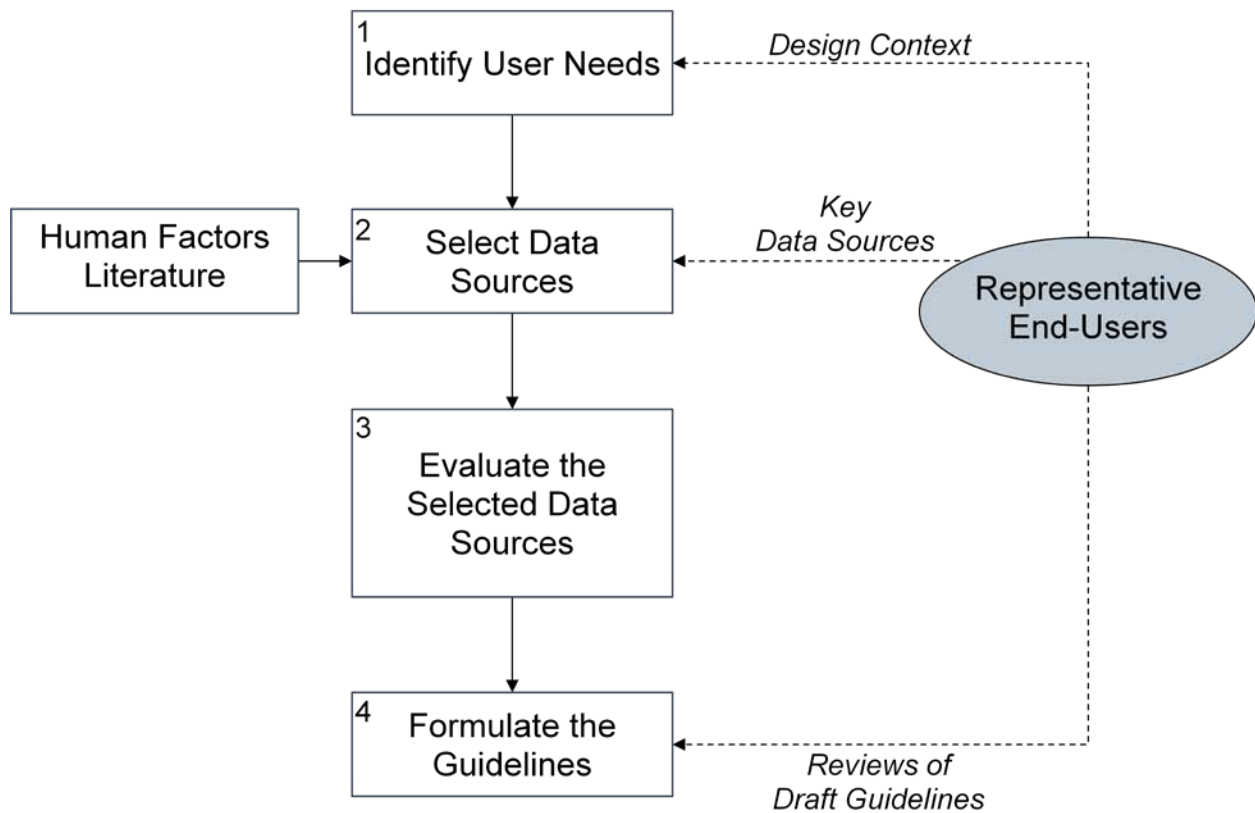 1
Identify User Needs
Design Context
Human Factors
Literature
2
Select Data
Sources
Key
Data Sources
Representative
End-Users
3
Evaluate the
Selected Data
Sources
4
Formulate the
Guidelines
Reviews of
Draft Guidelines